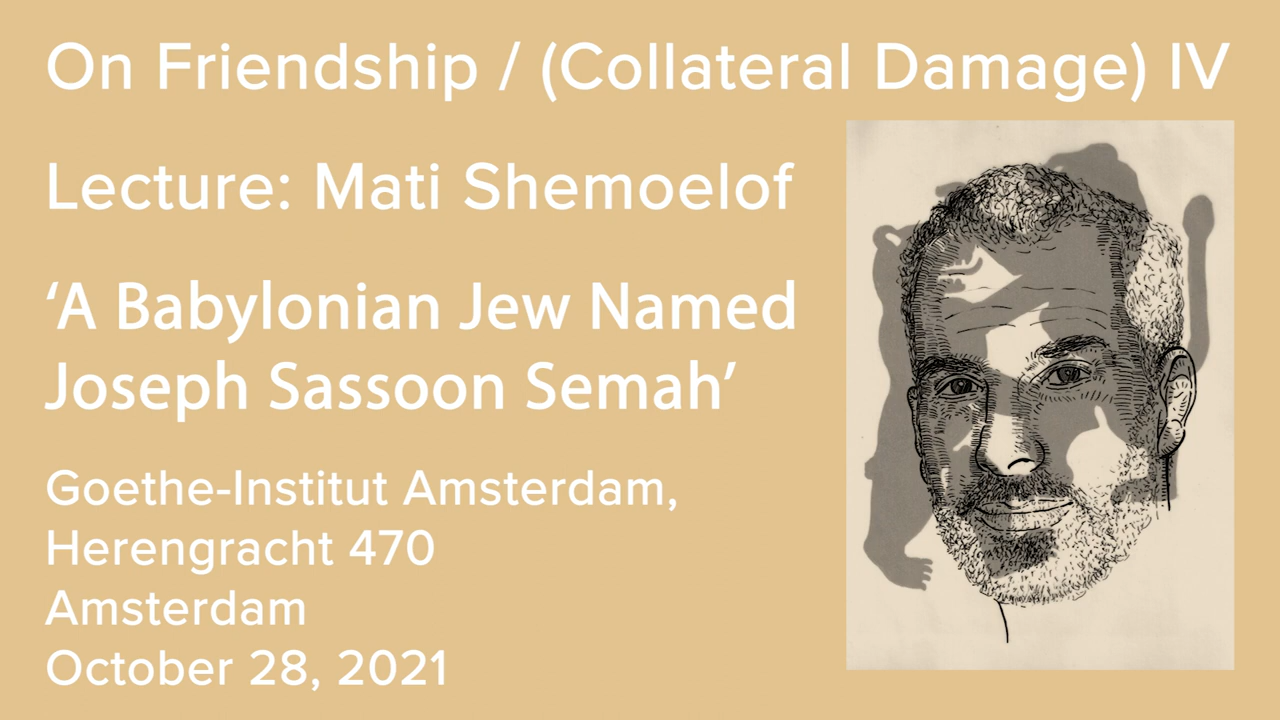 On Friendship / (Collateral Damage) IV
Lecture: Mati Shemoelof
‘A Babylonian Jew Named
Joseph Sassoon Semah’
Goethe-Institut Amsterdam,
Herengracht 470
Amsterdam
October 28, 2021